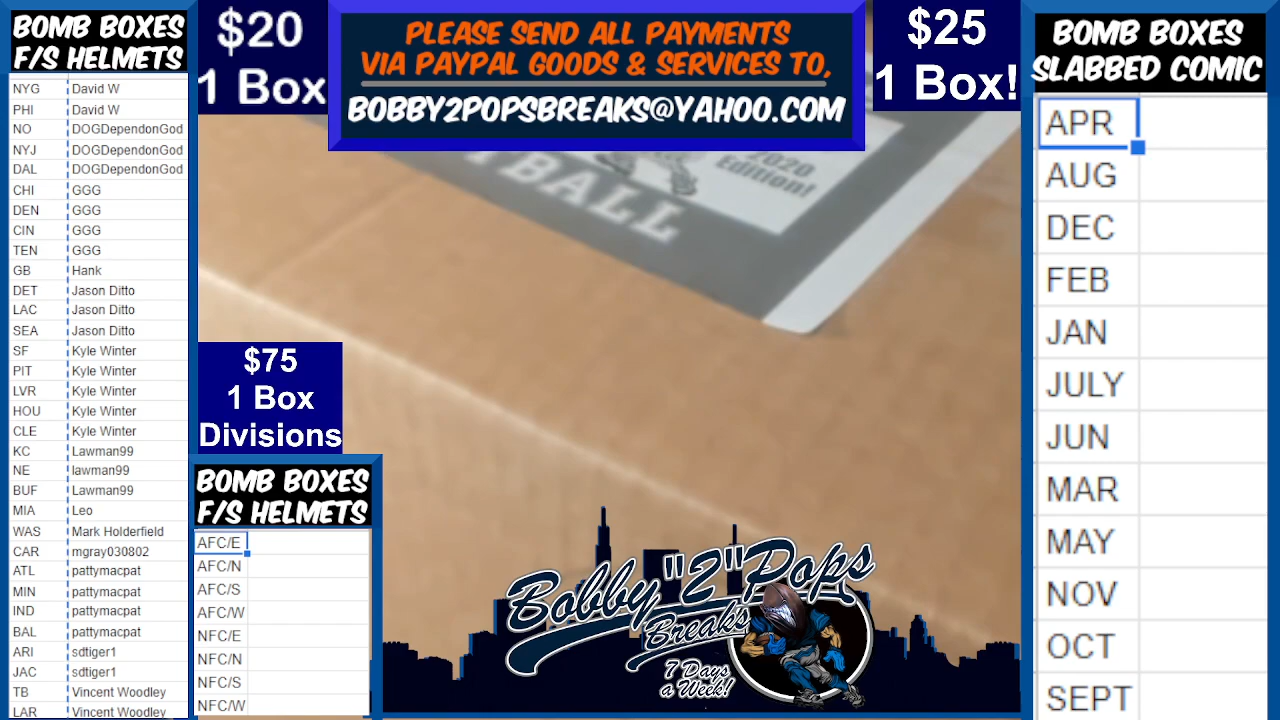 BOMB BOXES
F/S HELMETS
NYG David W
PHI David W
NO DOGDependonGod
NYJ DOGDependonGod
DAL DOGDependonGod
CHI GGG
DEN GGG
CIN GGG
TEN GGG
GB Hank
DET Jason Ditto
LAC Jason Ditto
SEA Jason Ditto
SF Kyle Winter
PIT Kyle Winter
LVR Kyle Winter
HOU Kyle Winter
CLE Kyle Winter
KC Lawman99
NE lawman99
BUF Lawman99
MIA Leo
WAS Mark Holderfield
CAR mgray030802
ATL pattymacpat
MIN pattymacpat
IND pattymacpat
BAL pattymacpat
ARI sdtiger1
JAC sdtiger1
TB Vincent Woodley
LAR Vincent Woodley
$20
1 Box
PLEASE SEND ALL PAYMENTS
VIA PAYPAL GOODS & SERVICES TO,
BOBBY2POPSBREAKS@YAHOO.COM
$25
1 Box!
2020
Edition!
TBALL
$75
1 Box
Divisions
BOMB BOXES
F/S HELMETS
AFC/E
AFC/N
AFC/S
AFC/W
NFC/E
NFC/N
NFC/S
NFC/W
Bobby "2" Pops
Breaks
7 Days
a Week!
BOMB BOXES
SLABBED COMIC
APR
AUG
DEC
FEB
JAN
JULY
JUN
MAR
MAY
NOV
OCT
SEPT